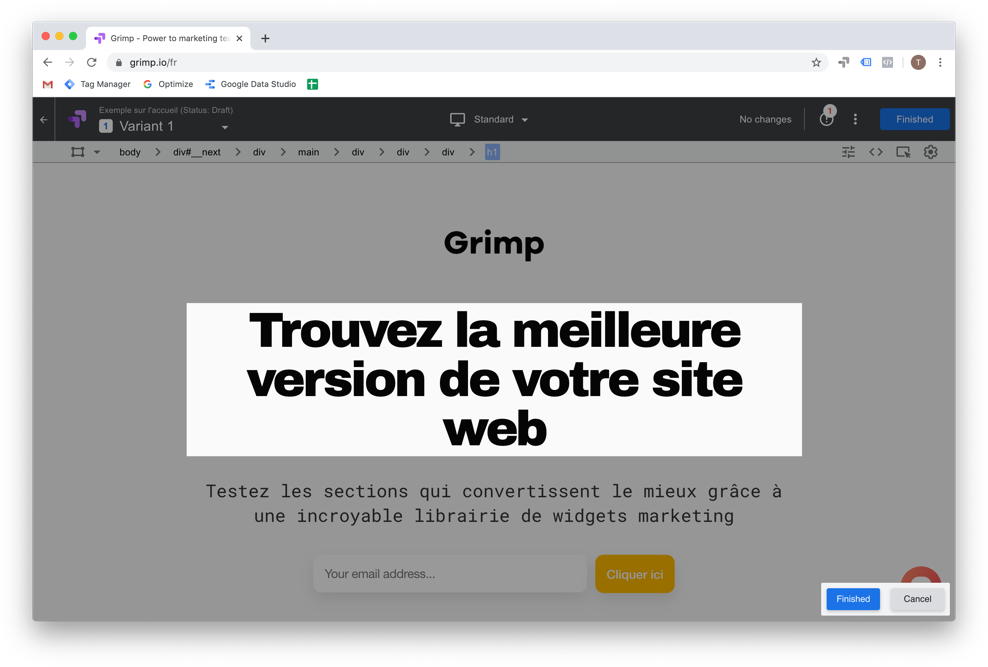 Grimp - Power to marketing te
grimp.io/fr
T
Tag Manager
Optimize
Google Data Studio
Exemple sur l'accueil (Status: Draft)
1 Variant 1
Standard
No changes
1
Finished
body > div#__next > div > main > div > div > div > h1
Grimp
Trouvez la meilleure
version de votre site
web
Testez les sections qui convertissent le mieux grâce à
une incroyable librairie de widgets marketing
Your email address...
Cliquer ici
Finished
Cancel